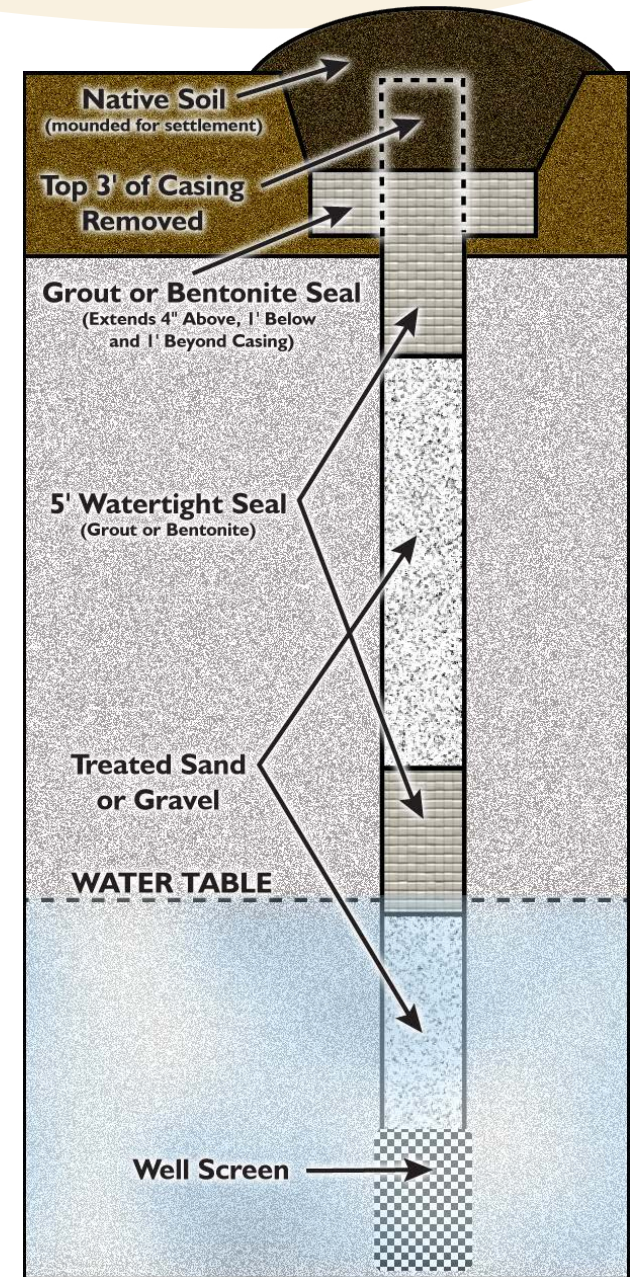 Native Soil
(mounded for settlement)
Top 3' of Casing
Removed
Grout or Bentonite Seal
(Extends 4" Above, 1' Below
and 1' Beyond Casing)
5' Watertight Seal
(Grout or Bentonite)
Treated Sand
or Gravel
WATER TABLE
Well Screen